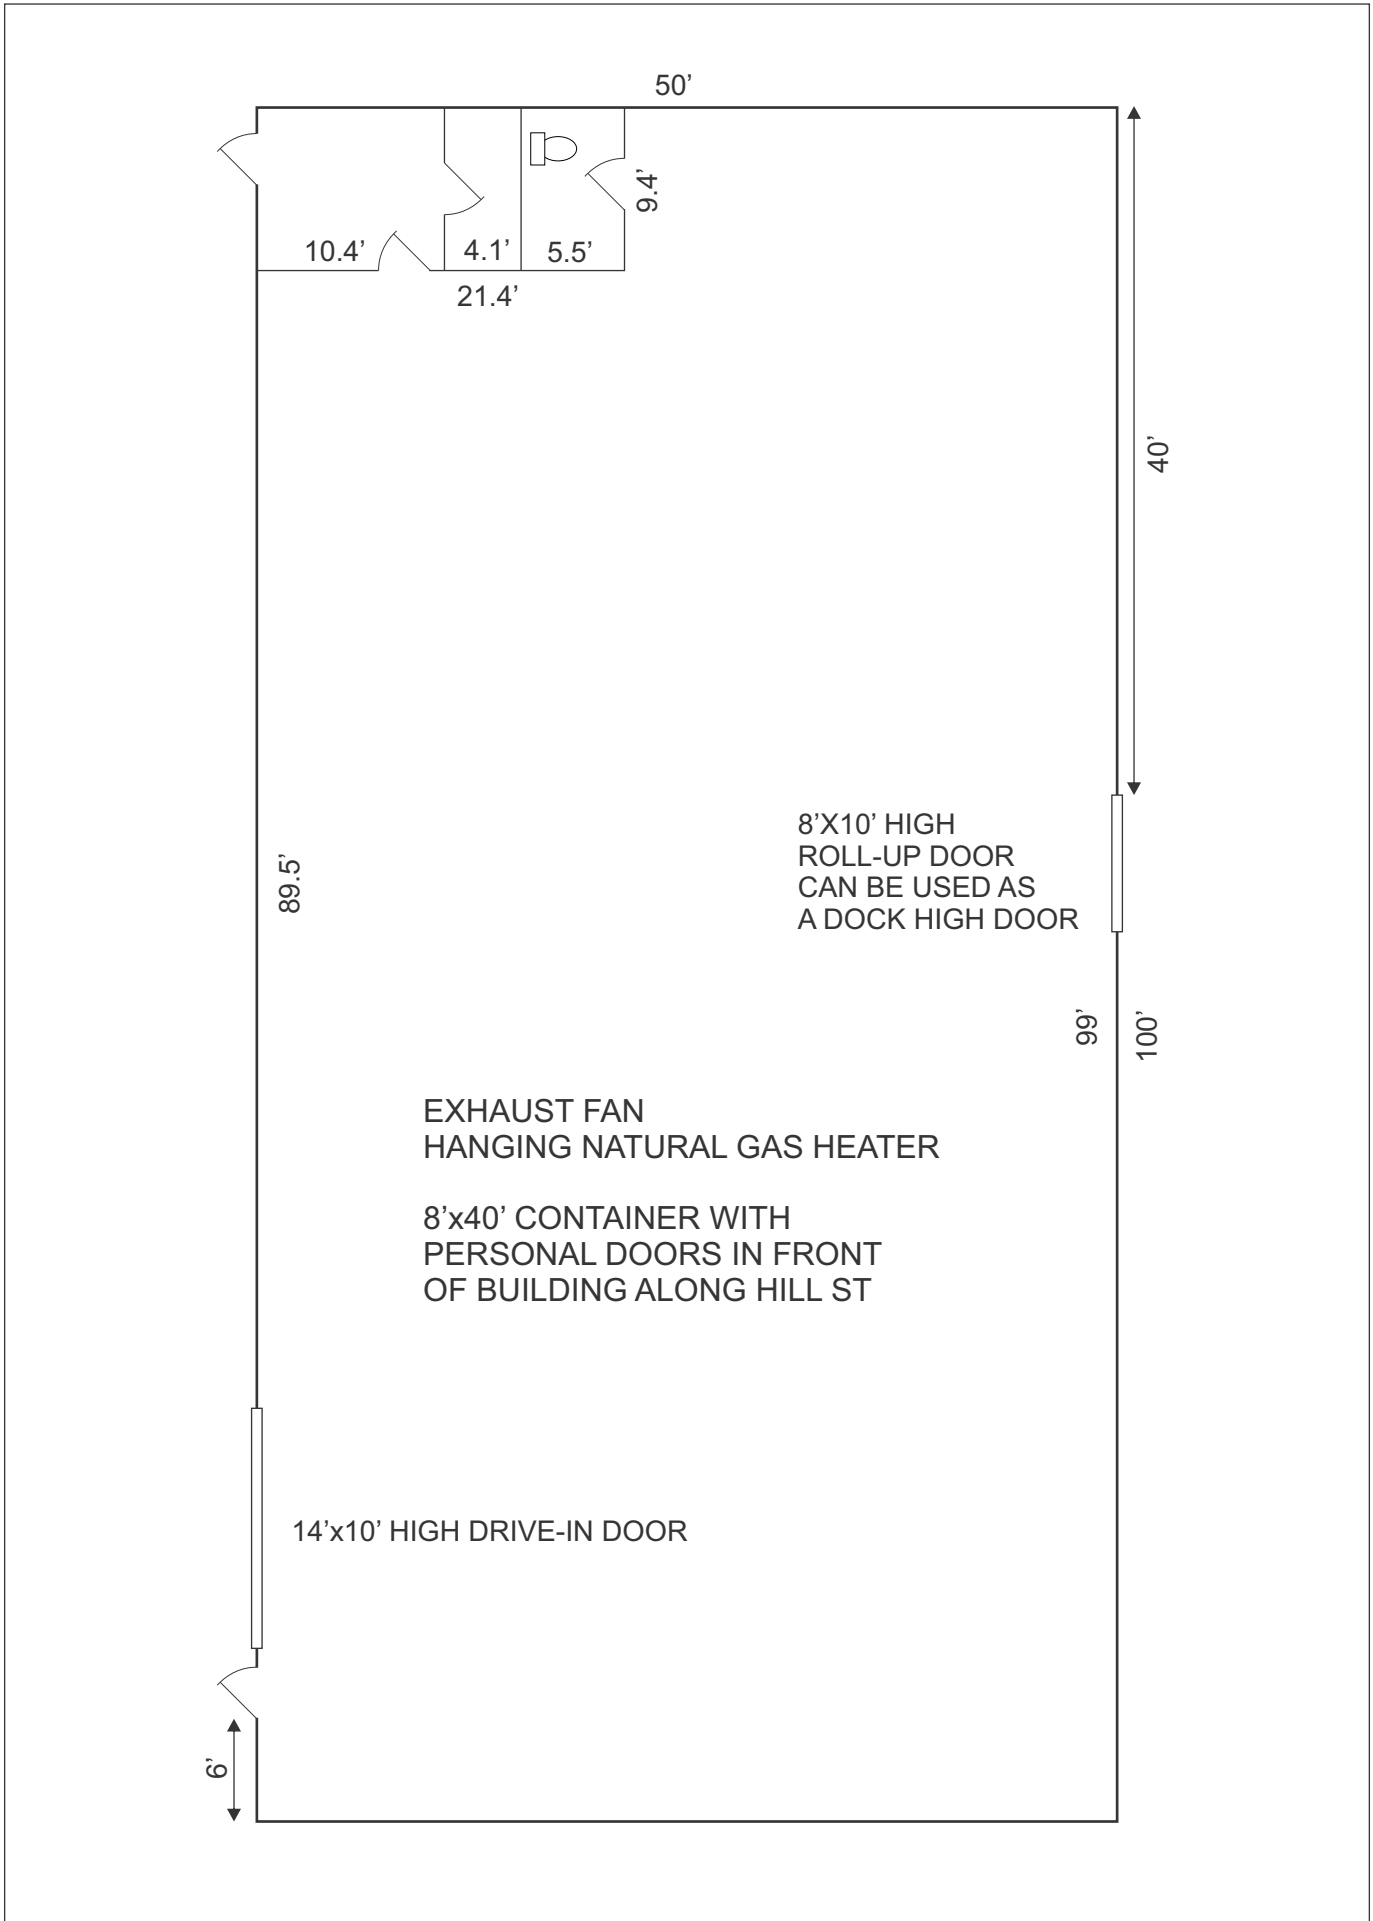 50’
9.4’
10.4’
4.1’
5.5’
21.4’
40’
8’X10’ HIGH
ROLL-UP DOOR
CAN BE USED AS
A DOCK HIGH DOOR
89.5’
99’
100’
EXHAUST FAN
HANGING NATURAL GAS HEATER
8’x40’ CONTAINER WITH
PERSONAL DOORS IN FRONT
OF BUILDING ALONG HILL ST
14’x10’ HIGH DRIVE-IN DOOR
6’